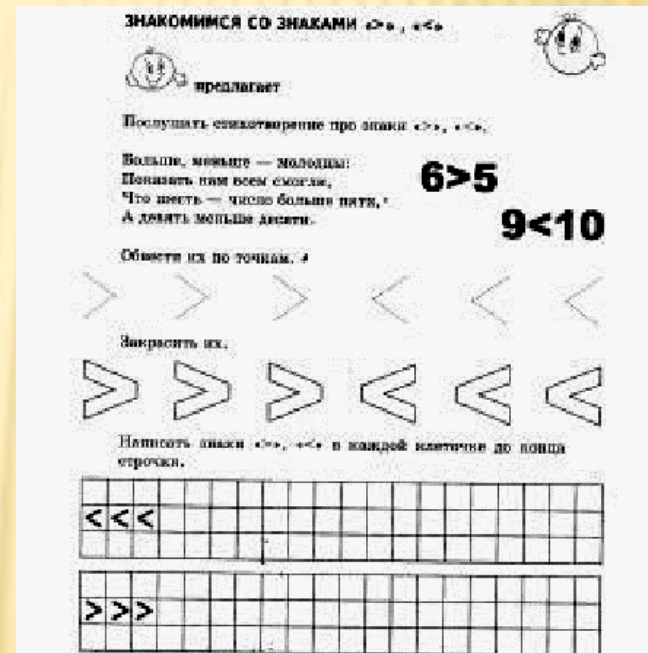 ЗНАКОМИМСЯ СО ЗНАКАМИ «>», «<»
предлагает
Послушать стихотворение про знаки «>», «<».
Больше, меньше — молодцы:
Показать нам всем смогли,
Что шесть — число больше пяти,
А девять меньше десяти.
6>5
9<10
Обвести их по точкам.
> > > < < <
Закрасить их.
> > > < < <
Написать знаки «>», «<» в каждой клеточке до конца
строчки.
< < <
> > >